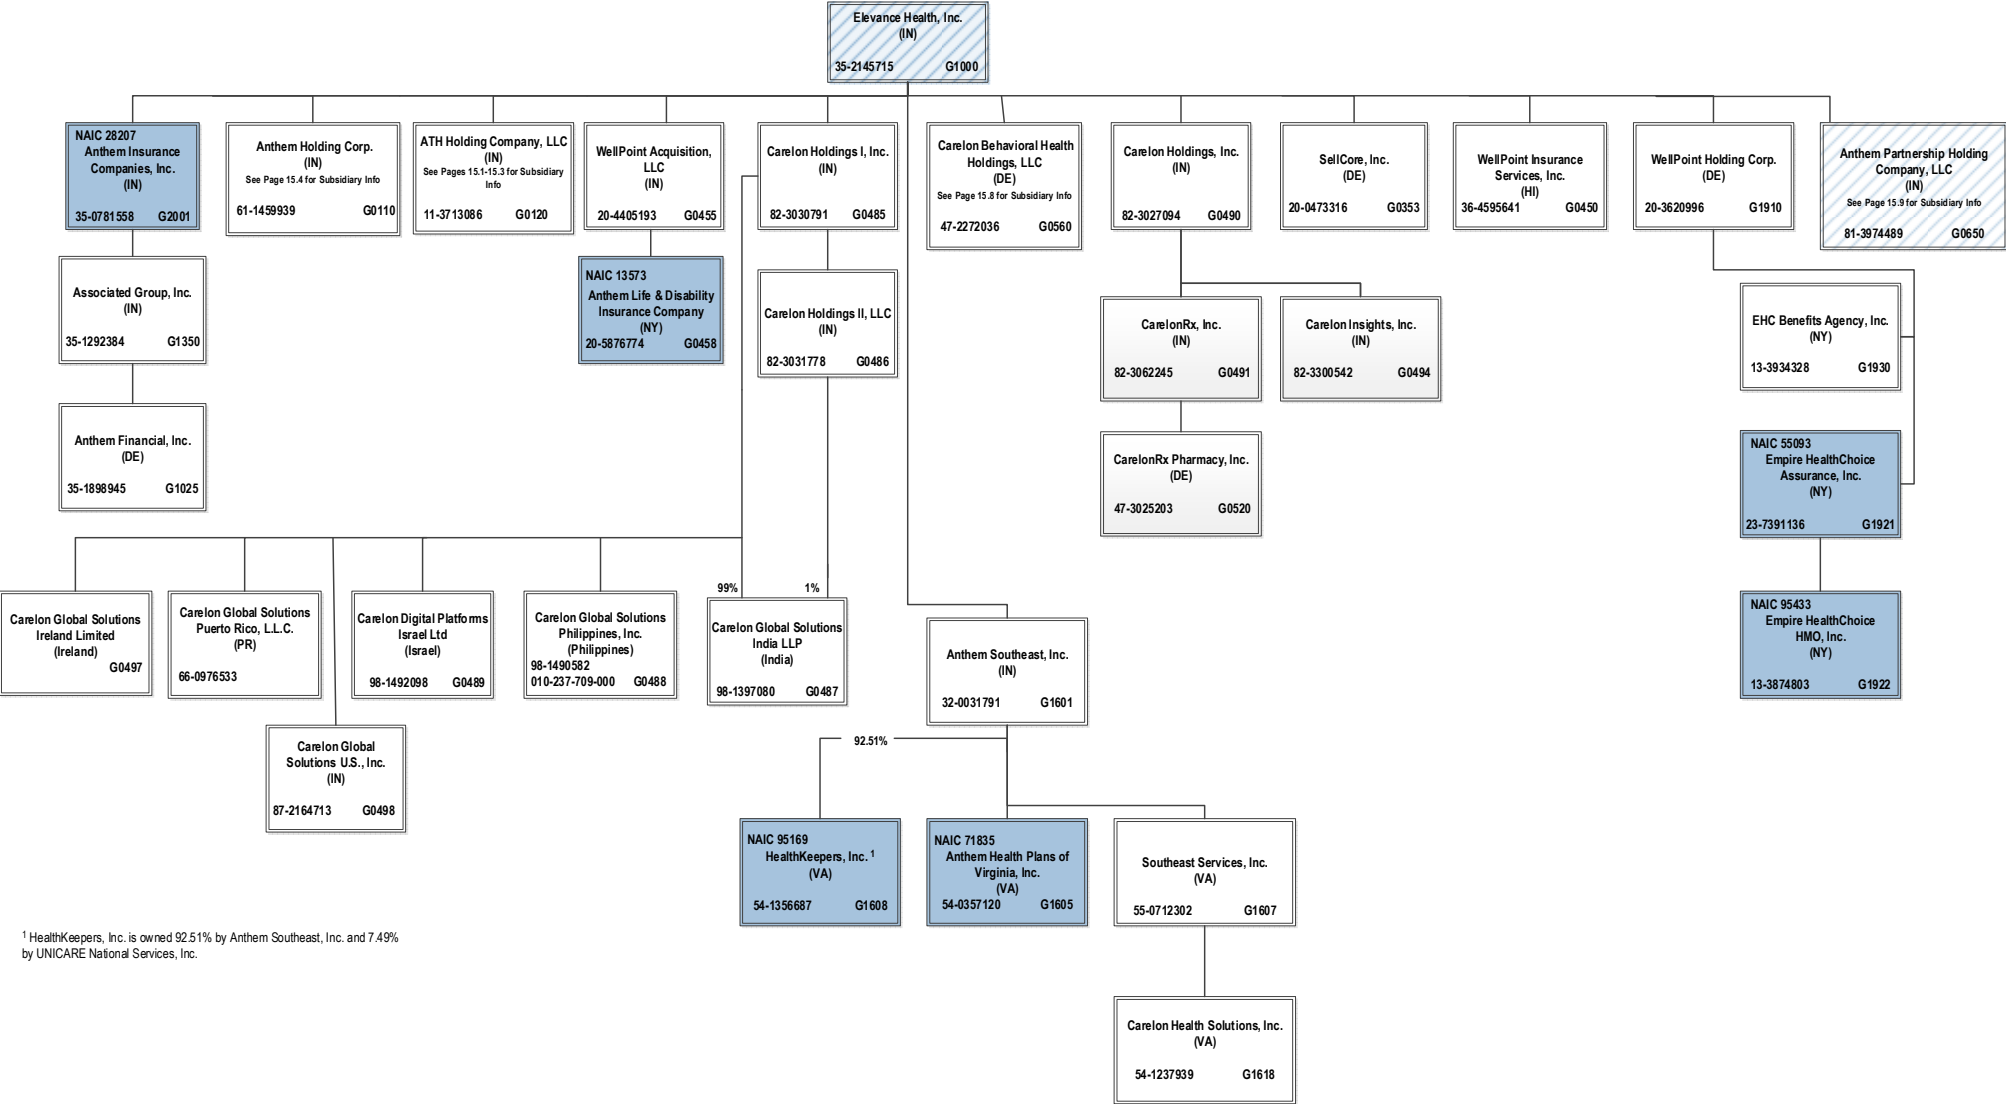 Elevance Health, Inc.
(IN)
35-2145715 G1000
NAIC 28207
Anthem Insurance
Companies, Inc.
(IN)
35-0781558 G2001
Anthem Holding Corp.
(IN)
See Page 15.4 for Subsidiary Info
61-1459939 G0110
ATH Holding Company, LLC
(IN)
See Pages 15.1-15.3 for Subsidiary
Info
11-3713086 G0120
WellPoint Acquisition,
LLC
(IN)
20-4405193 G0455
Carelon Holdings I, Inc.
(IN)
82-3030791 G0485
Carelon Behavioral Health
Holdings, LLC
(DE)
See Page 15.8 for Subsidiary Info
47-2272036 G0560
Carelon Holdings, Inc.
(IN)
82-3027094 G0490
SellCore, Inc.
(DE)
20-0473316 G0353
WellPoint Insurance
Services, Inc.
(HI)
36-4595641 G0450
WellPoint Holding Corp.
(DE)
20-3620996 G1910
Anthem Partnership Holding
Company, LLC
(IN)
See Page 15.9 for Subsidiary Info
81-3974489 G0650
Associated Group, Inc.
(IN)
35-1292384 G1350
NAIC 13573
Anthem Life & Disability
Insurance Company
(NY)
20-5876774 G0458
Carelon Holdings II, LLC
(IN)
82-3031778 G0486
CarelonRx, Inc.
(IN)
82-3062245 G0491
Carelon Insights, Inc.
(IN)
82-3300542 G0494
EHC Benefits Agency, Inc.
(NY)
13-3934328 G1930
Anthem Financial, Inc.
(DE)
35-1898945 G1025
CarelonRx Pharmacy, Inc.
(DE)
47-3025203 G0520
NAIC 55093
Empire HealthChoice
Assurance, Inc.
(NY)
23-7391136 G1921
99% 1%
Carelon Global Solutions
Ireland Limited
(Ireland)
G0497
Carelon Global Solutions
Puerto Rico, L.L.C.
(PR)
66-0976533
Carelon Digital Platforms
Israel Ltd
(Israel)
98-1492098 G0489
Carelon Global Solutions
Philippines, Inc.
(Philippines)
98-1490582
010-237-709-000 G0488
Carelon Global Solutions
India LLP
(India)
98-1397080 G0487
Anthem Southeast, Inc.
(IN)
32-0031791 G1601
NAIC 95433
Empire HealthChoice
HMO, Inc.
(NY)
13-3874803 G1922
Carelon Global
Solutions U.S., Inc.
(IN)
87-2164713 G0498
92.51%
NAIC 95169
HealthKeepers, Inc. 1
(VA)
54-1356687 G1608
NAIC 71835
Anthem Health Plans of
Virginia, Inc.
(VA)
54-0357120 G1605
Southeast Services, Inc.
(VA)
55-0712302 G1607
1 HealthKeepers, Inc. is owned 92.51% by Anthem Southeast, Inc. and 7.49%
by UNICARE National Services, Inc.
Carelon Health Solutions, Inc.
(VA)
54-1237939 G1618